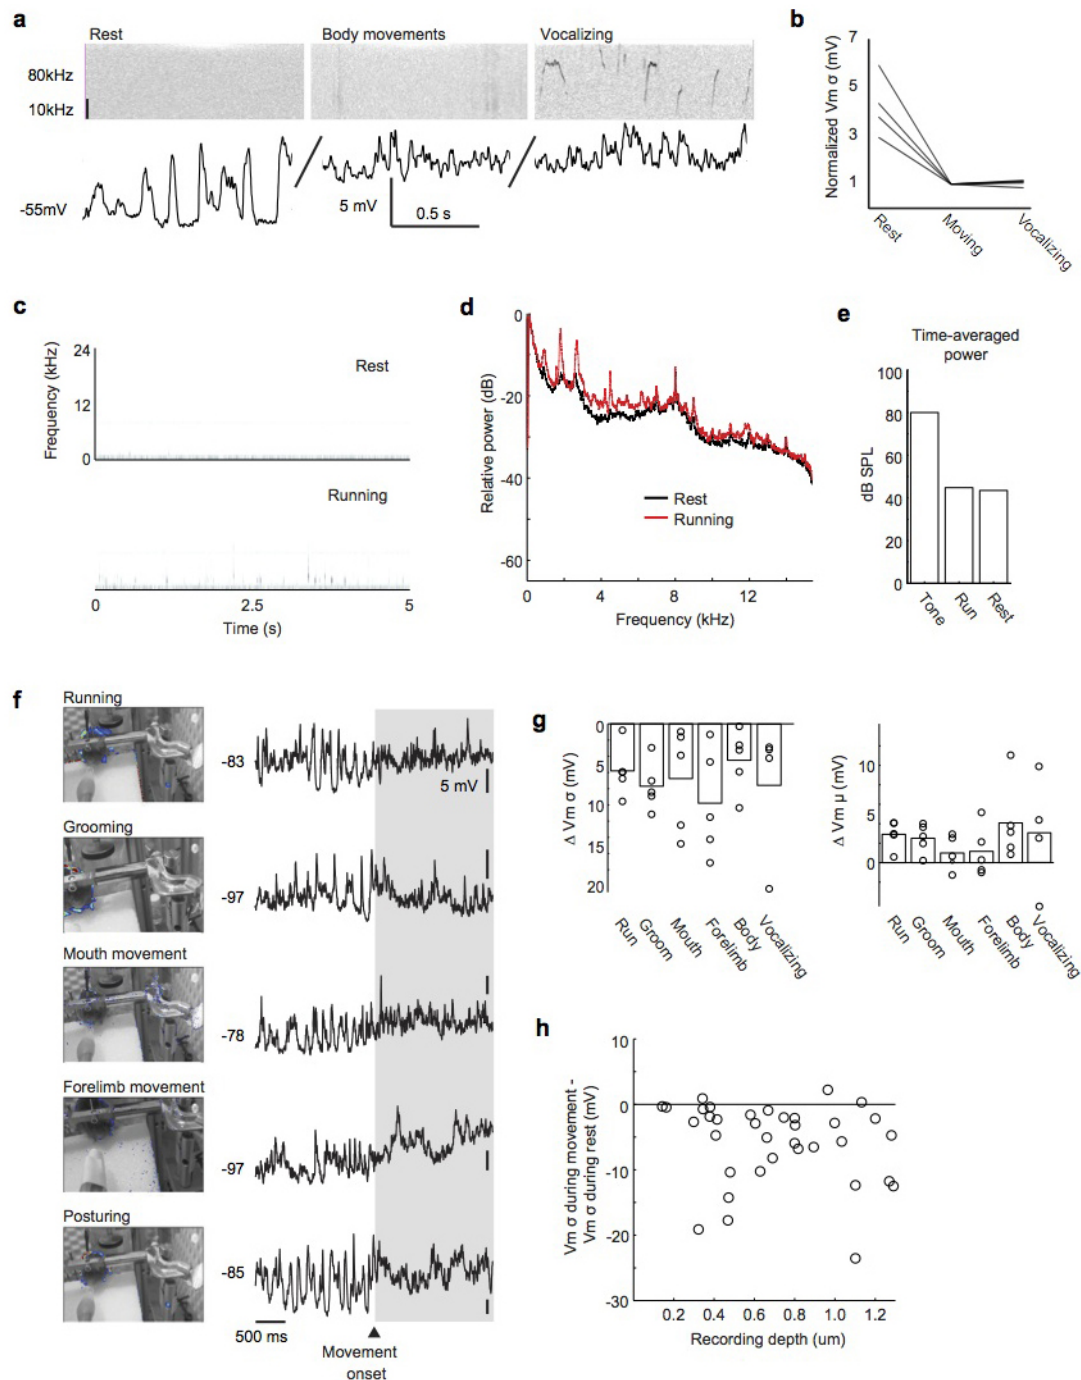 a
Rest
Body movements
Vocalizing
80kHz
10kHz
-55mV
5 mV
0.5 s
b
Normalized Vm σ (mV)
7
5
3
1
Rest
Moving
Vocalizing
c
Frequency (kHz)
24
12
0
Rest
Running
0
2.5
5
Time (s)
d
Relative power (dB)
0
-20
-40
-60
Rest
Running
0
4
8
12
Frequency (kHz)
e
Time-averaged
power
dB SPL
100
80
60
40
20
0
Tone
Run
Rest
f
Running
-83
5 mV
Grooming
-97
Mouth movement
-78
Forelimb movement
-97
Posturing
-85
500 ms
Movement
onset
g
Δ Vm σ (mV)
0
5
10
15
20
Run
Groom
Mouth
Forelimb
Body
Vocalizing
Δ Vm µ (mV)
10
0
Run
Groom
Mouth
Forelimb
Body
Vocalizing
h
Vm σ during movement -
Vm σ during rest (mV)
10
0
-10
-20
-30
0.2
0.4
0.6
0.8
1.0
1.2
Recording depth (um)